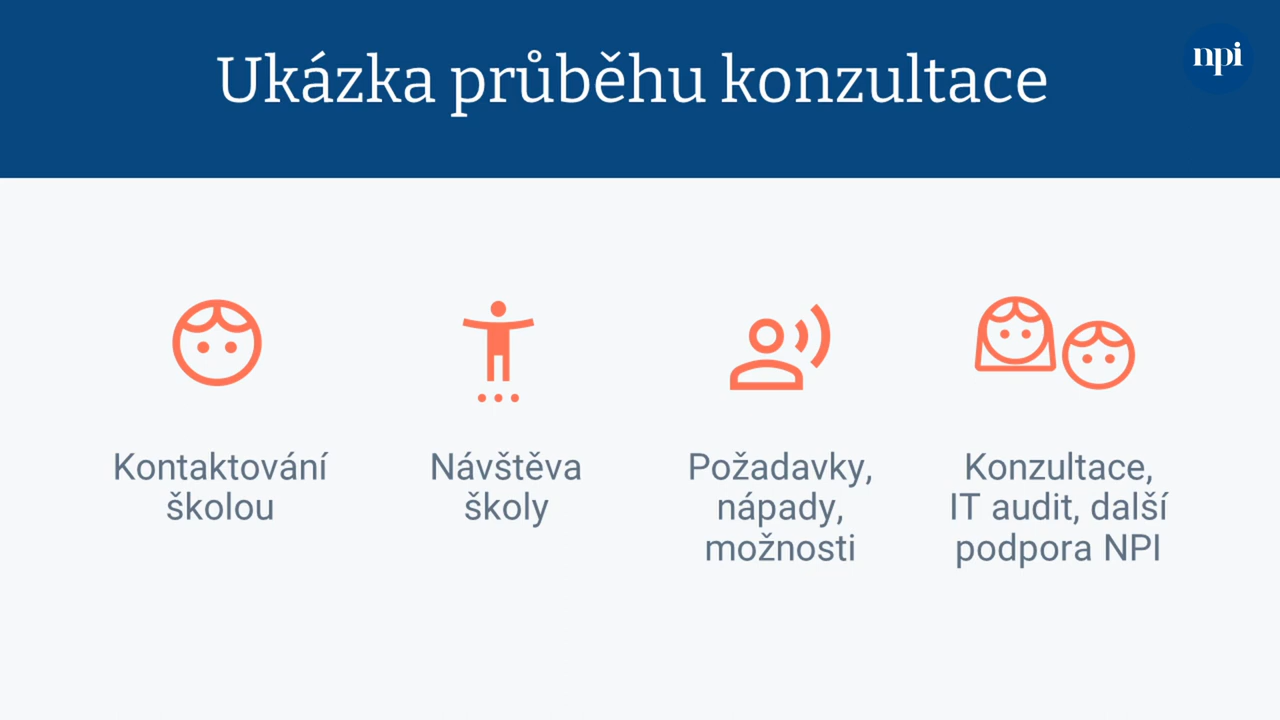 Ukázka průběhu konzultace
npi
Kontaktování
školou
Návštěva
školy
Požadavky,
nápady,
možnosti
Konzultace,
IT audit, další
podpora NPI